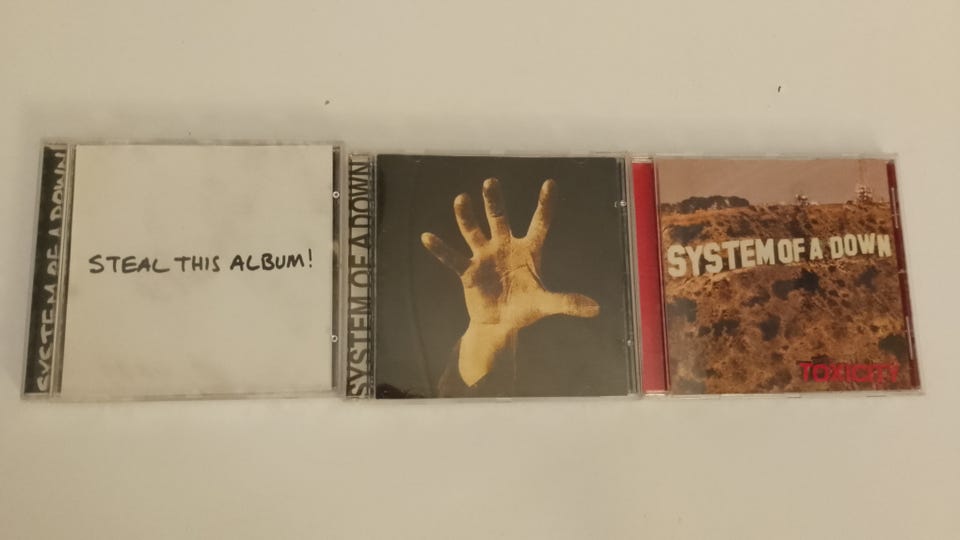 SYSTEM OF A DOWN
STEAL THIS ALBUM!
SYSTEM OF A DOWN
SYSTEM OF A DOWN
TOXICITY